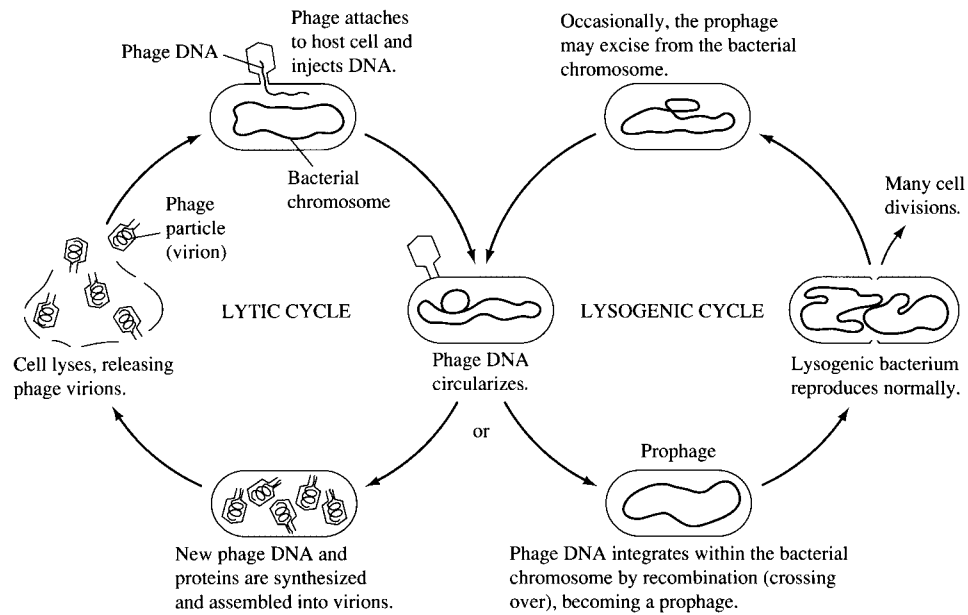 Phage DNA
Phage attaches
to host cell and
injects DNA.
Bacterial
chromosome
Occasionally, the prophage
may excise from the bacterial
chromosome.
Many cell
divisions.
Phage
particle
(virion)
LYTIC CYCLE
LYSOGENIC CYCLE
Cell lyses, releasing
phage virions.
Phage DNA
circularizes.
or
Lysogenic bacterium
reproduces normally.
Prophage
New phage DNA and
proteins are synthesized
and assembled into virions.
Phage DNA integrates within the bacterial
chromosome by recombination (crossing
over), becoming a prophage.